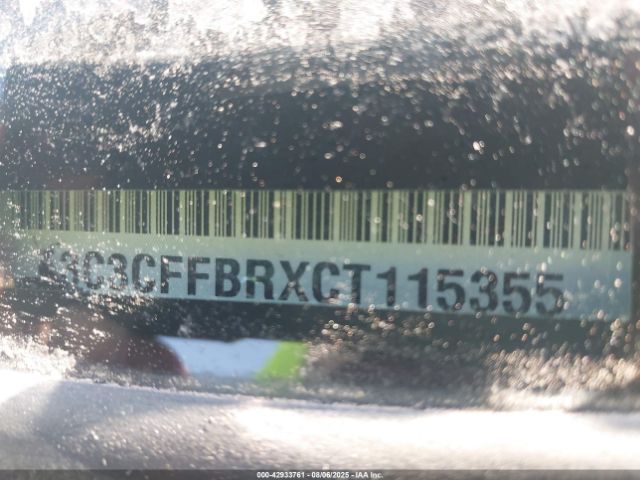 3C3CFFBRXCT115355
000-42933761 - 08/06/2025 - IAA Inc.